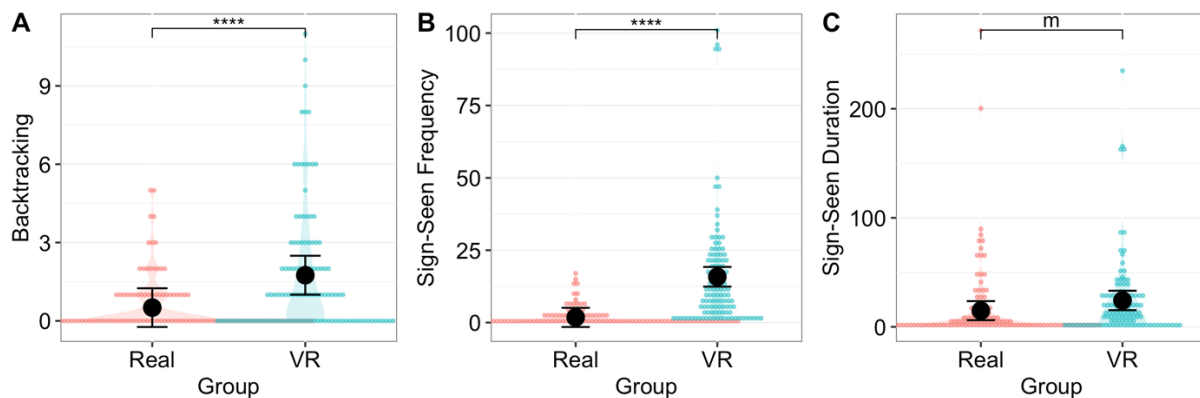 A
Backtracking
****
9
6
3
0
Real
VR
Group
B
Sign-Seen Frequency
****
100
75
50
25
0
Real
VR
Group
C
Sign-Seen Duration
m
200
100
0
Real
VR
Group